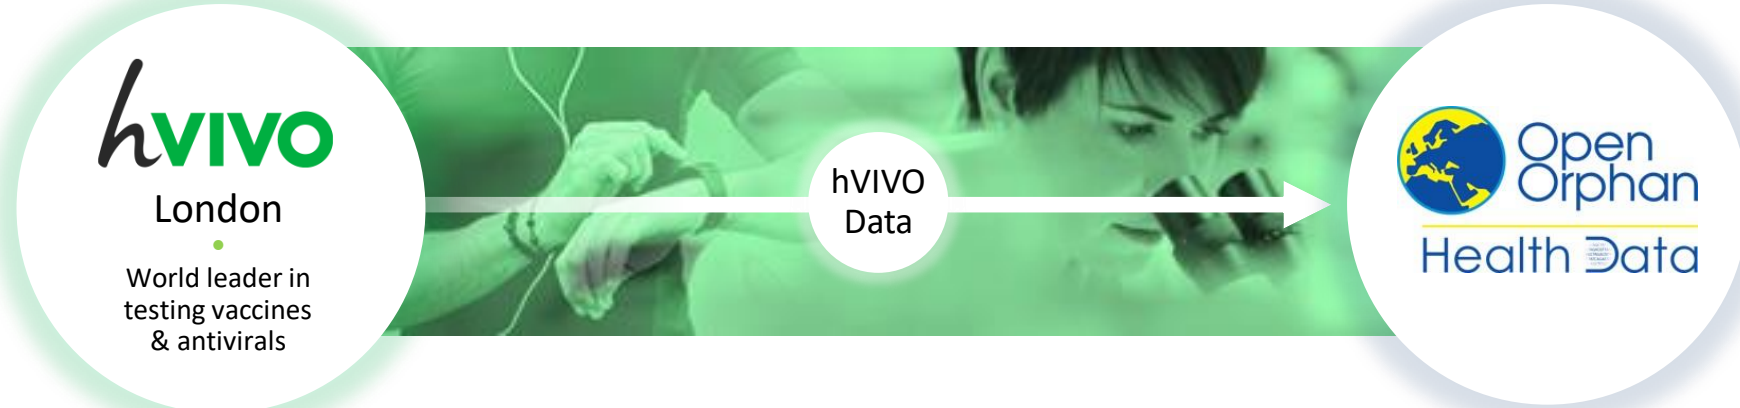 hVIVO
London
World leader in
testing vaccines
& antivirals
hVIVO
Data
Open
Orphan
Health Data